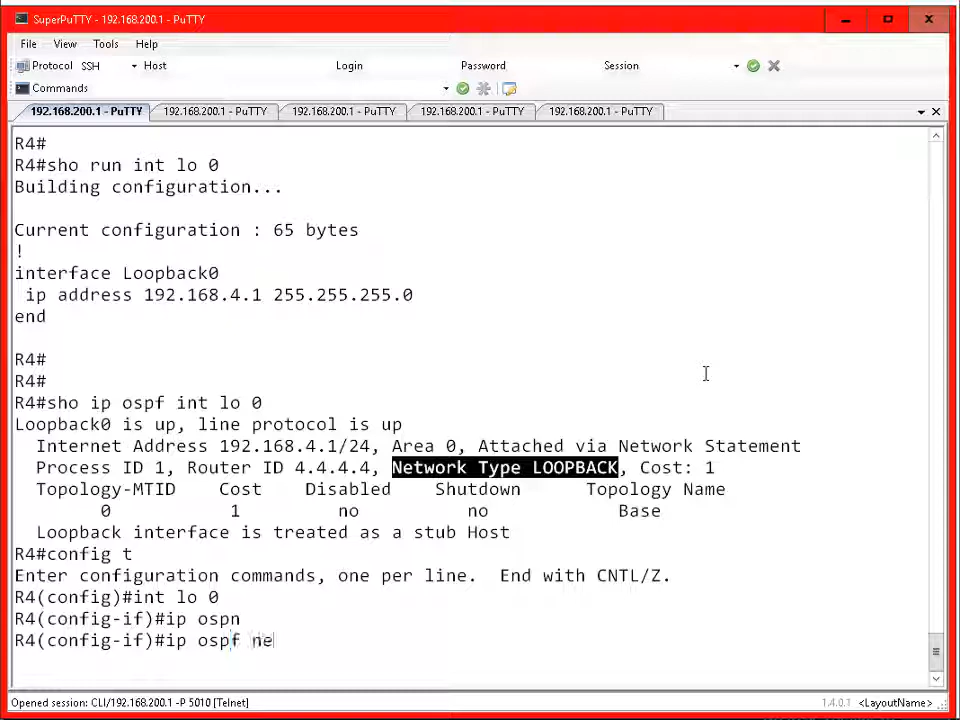 SuperPuTTY - 192.168.200.1 - PuTTY
File View Tools Help
Protocol SSH Host Login Password Session
Commands
192.168.200.1 - PuTTY 192.168.200.1 - PuTTY 192.168.200.1 - PuTTY 192.168.200.1 - PuTTY 192.168.200.1 - PuTTY
R4#
R4#sho run int lo 0
Building configuration...
Current configuration : 65 bytes
!
interface Loopback0
ip address 192.168.4.1 255.255.255.0
end
R4#
R4#
R4#sho ip ospf int lo 0
Loopback0 is up, line protocol is up
Internet Address 192.168.4.1/24, Area 0, Attached via Network Statement
Process ID 1, Router ID 4.4.4.4, Network Type LOOPBACK, Cost: 1
Topology-MTID Cost Disabled Shutdown Topology Name
0 1 no no Base
Loopback interface is treated as a stub Host
R4#config t
Enter configuration commands, one per line. End with CNTL/Z.
R4(config)#int lo 0
R4(config-if)#ip ospn
R4(config-if)#ip ospf ne
Opened session: CLI/192.168.200.1 -P 5010 [Telnet] 1.4.0.1 <LayoutName>